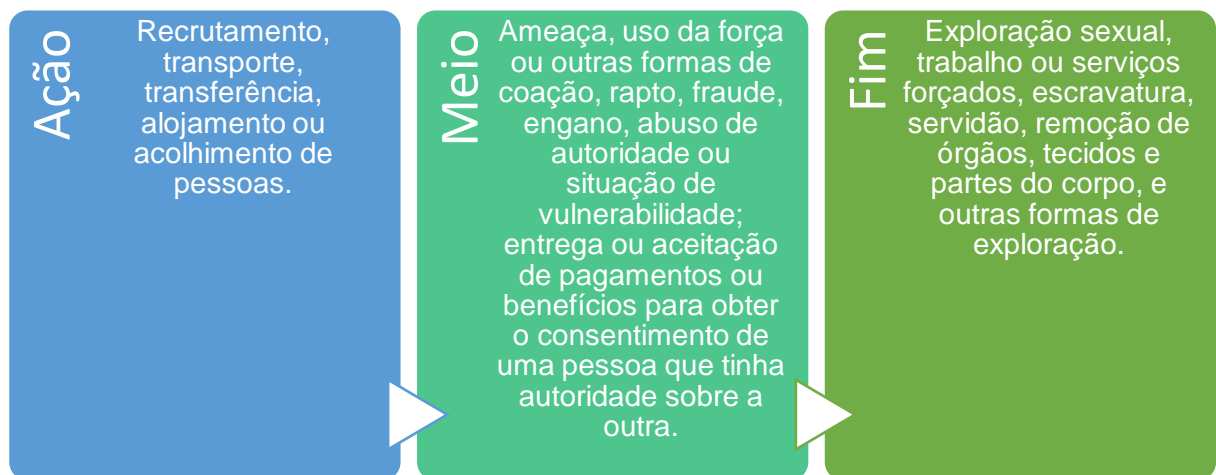 Ação
Recrutamento,
transporte,
transferência,
alojamento ou
acolhimento de
pessoas.
Meio
Ameaça, uso da força
ou outras formas de
coação, rapto, fraude,
engano, abuso de
autoridade ou
situação de
vulnerabilidade;
entrega ou aceitação
de pagamentos ou
benefícios para obter
o consentimento de
uma pessoa que tinha
autoridade sobre a
outra.
Fim
Exploração sexual,
trabalho ou serviços
forçados, escravatura,
servidão, remoção de
órgãos, tecidos e
partes do corpo, e
outras formas de
exploração.